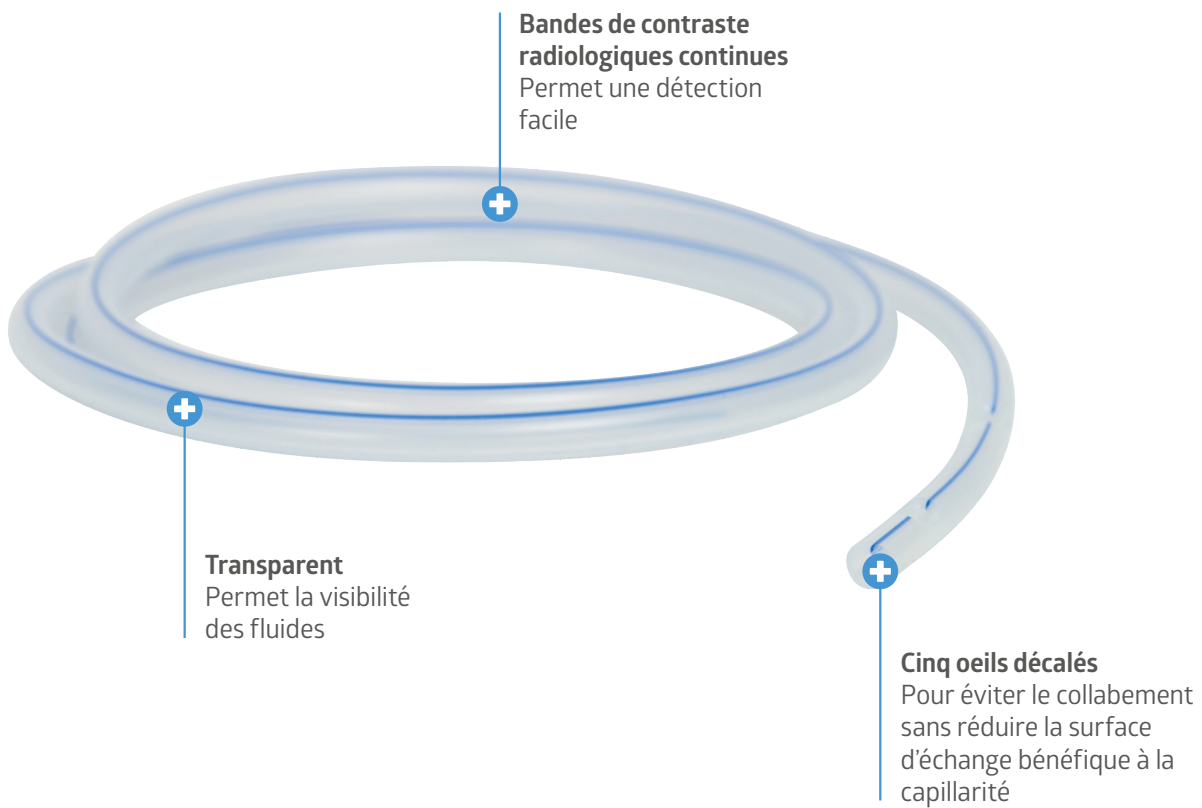 Bandes de contraste
radiologiques continues
Permet une détection
facile
Transparent
Permet la visibilité
des fluides
Cinq oeils décalés
Pour éviter le collabement
sans réduire la surface
d'échange bénéfique à la
capillarité